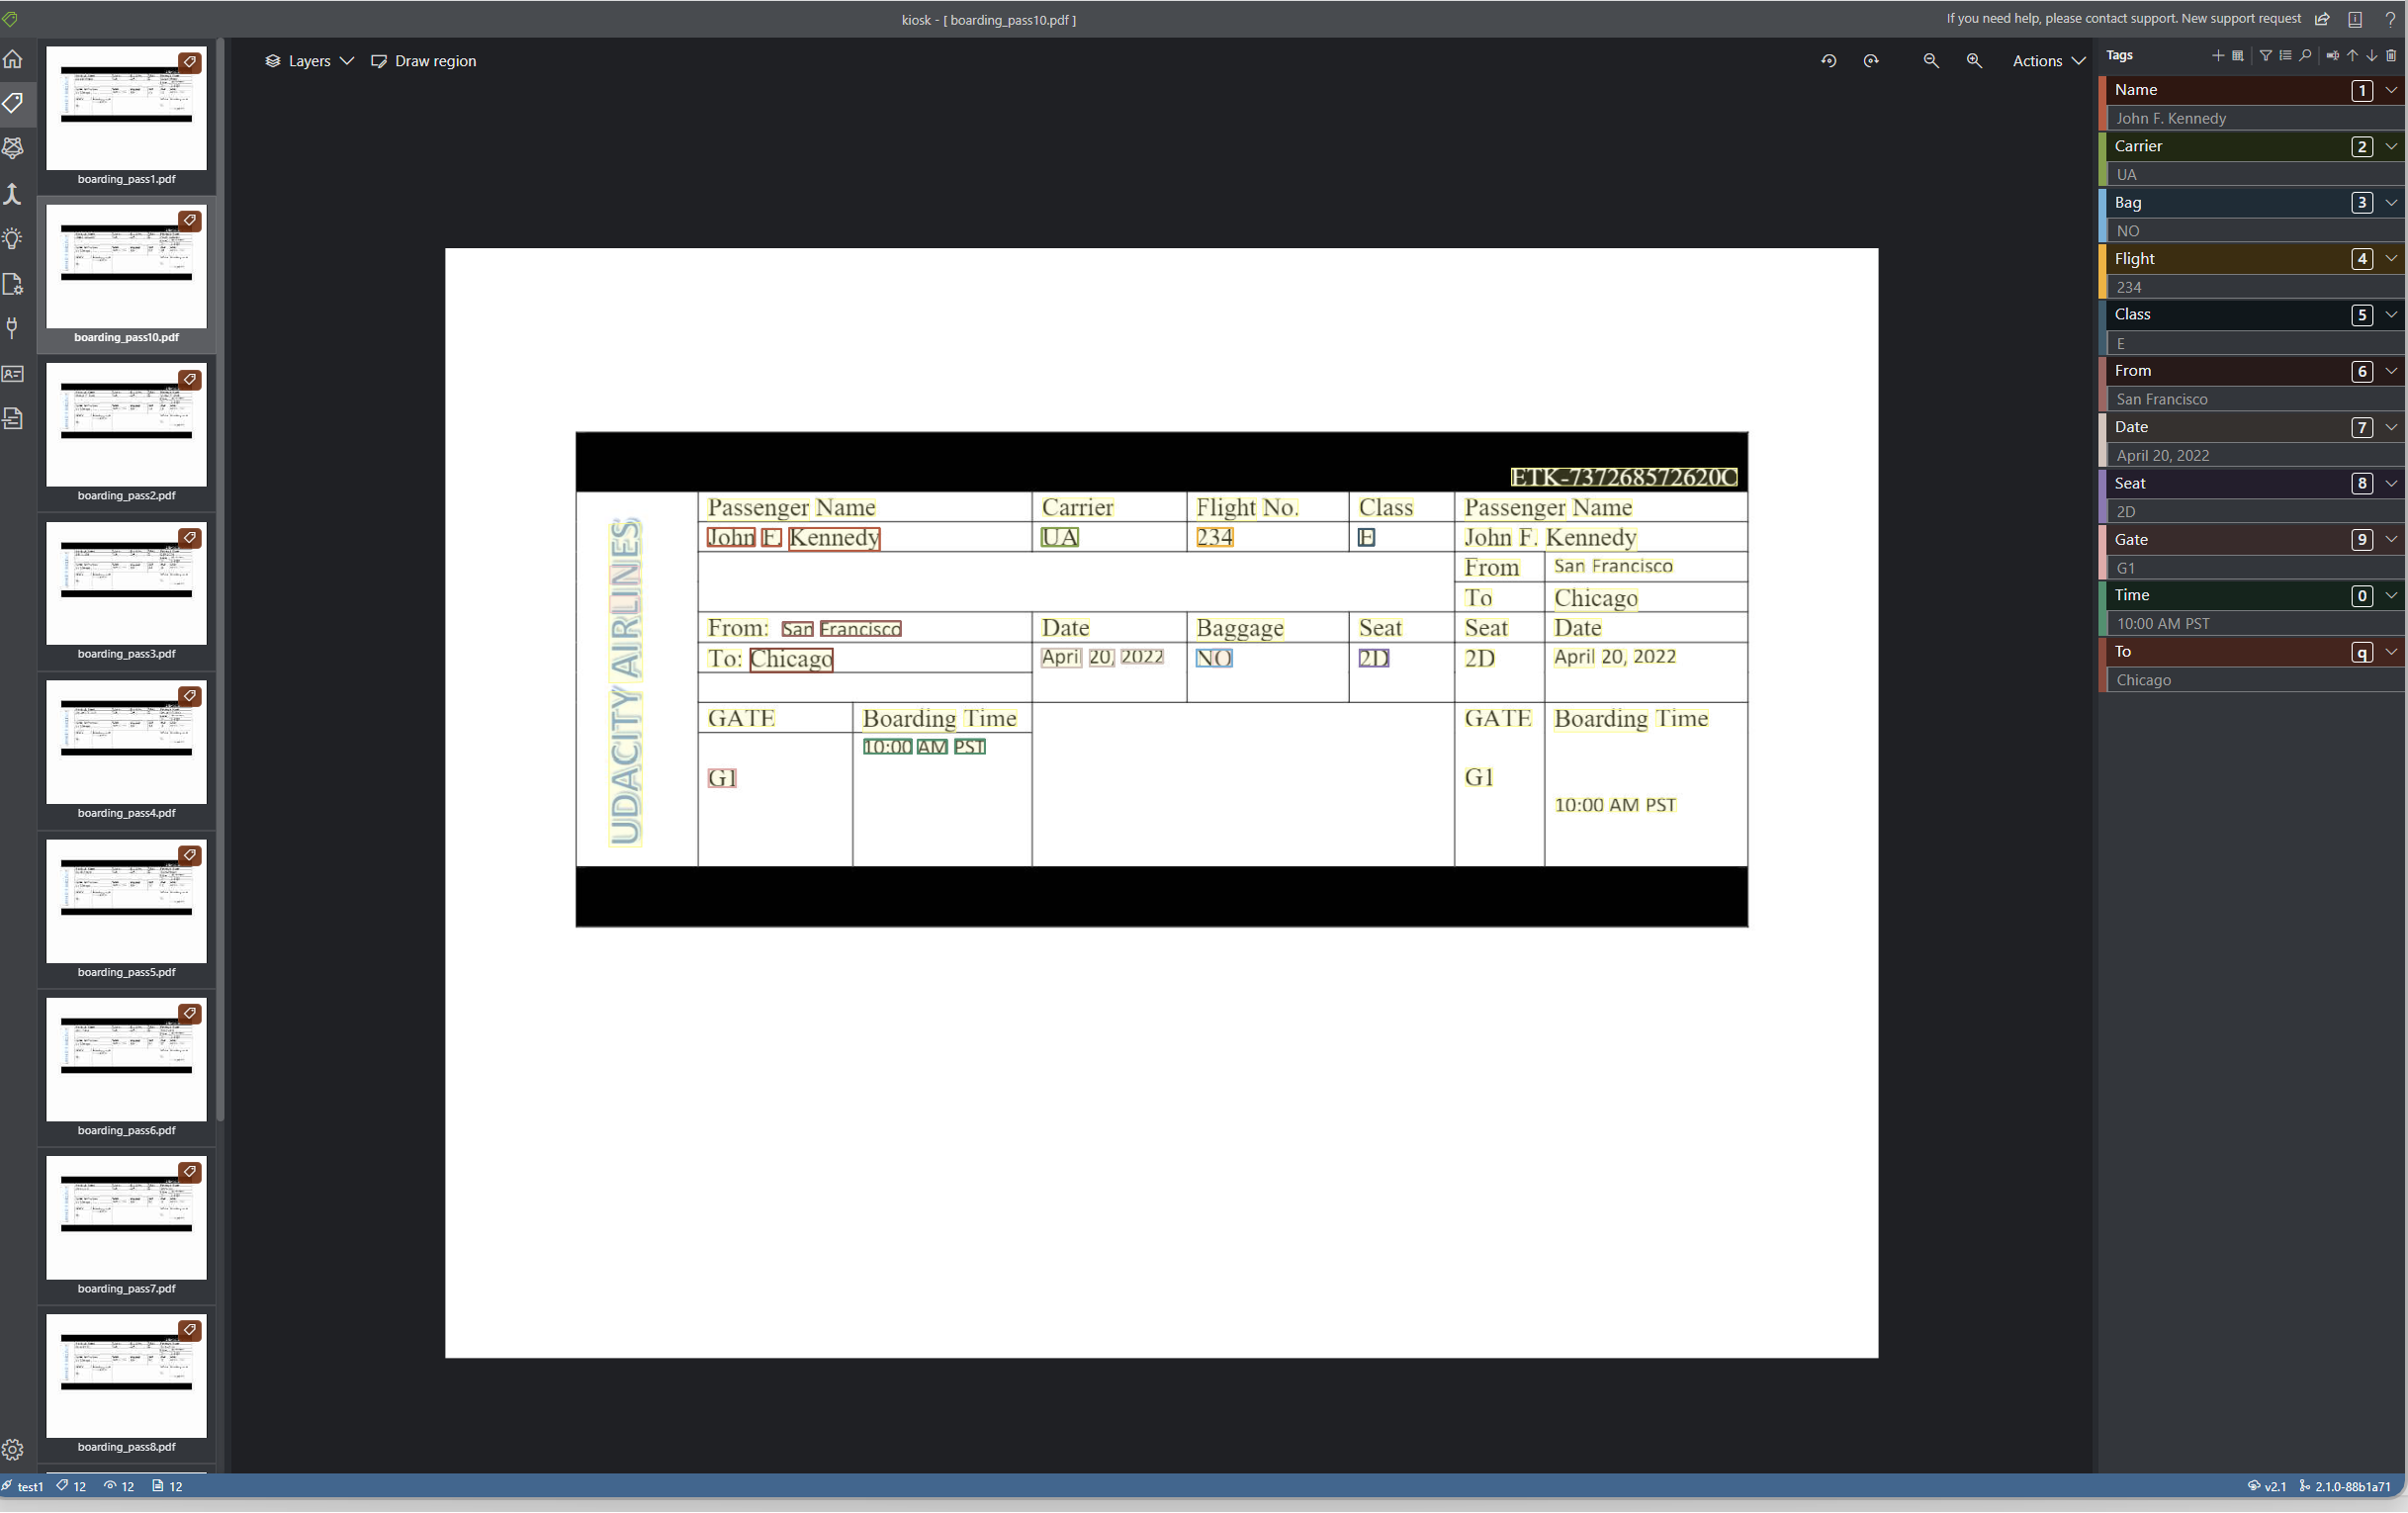 kiosk - [ boarding_pass10.pdf ]
If you need help, please contact support. New support request
Layers
Draw region
Actions
Tags
boarding_pass1.pdf
boarding_pass10.pdf
boarding_pass2.pdf
boarding_pass3.pdf
boarding_pass4.pdf
boarding_pass5.pdf
boarding_pass6.pdf
boarding_pass7.pdf
boarding_pass8.pdf
ETK-737268572620C
UDACITY AIRLINES
Passenger Name Carrier Flight No. Class Passenger Name
John F. Kennedy UA 234 E John F. Kennedy
From San Francisco
To Chicago
From: San Francisco Date Baggage Seat Seat Date
To: Chicago April 20, 2022 NO 2D 2D April 20, 2022
GATE Boarding Time GATE Boarding Time
10:00 AM PST
G1 G1
10:00 AM PST
Name 1
John F. Kennedy
Carrier 2
UA
Bag 3
NO
Flight 4
234
Class 5
E
From 6
San Francisco
Date 7
April 20, 2022
Seat 8
2D
Gate 9
G1
Time 0
10:00 AM PST
To q
Chicago
test1 12 12 12
v2.1 2.1.0-88b1a71